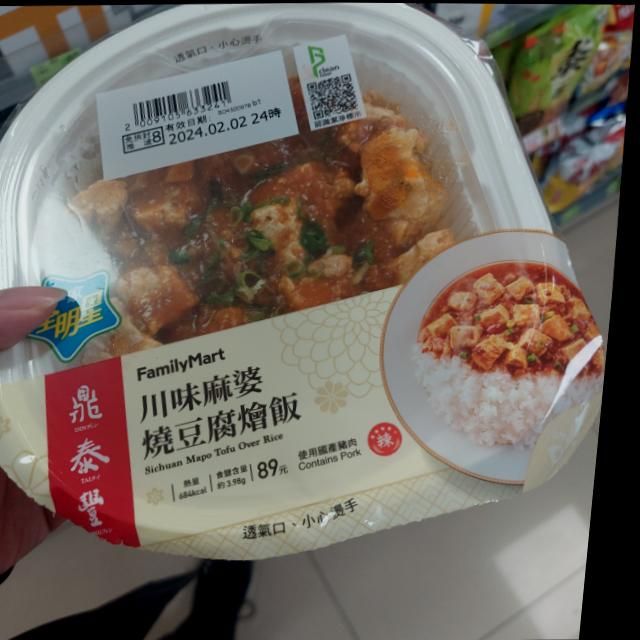 透氣口、小心燙手
Clean
有效日期:
2024.02.02 24時
FamilyMart
川味麻婆
燒豆腐燴飯
Sichuan Mapo Tofu Over Rice
熱量
684kcal
食鹽含量
約3.98g
89元
使用國產豬肉
Contains Pork
辣
鼎
泰
豐
明星
透氣口、小心燙手